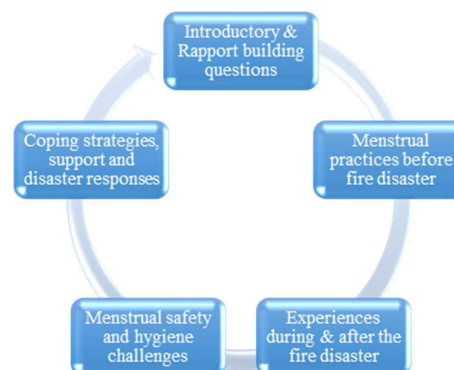 Introductory &
Rapport building
questions
Menstrual
practices before
fire disaster
Experiences
during & after the
fire disaster
Menstrual safety
and hygiene
challenges
Coping strategies,
support and
disaster responses